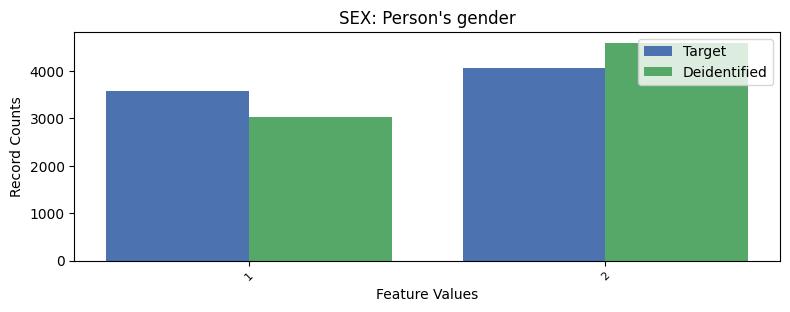 SEX: Person's gender
Target
Deidentified
Record Counts
4000
3000
2000
1000
0
1
2
Feature Values